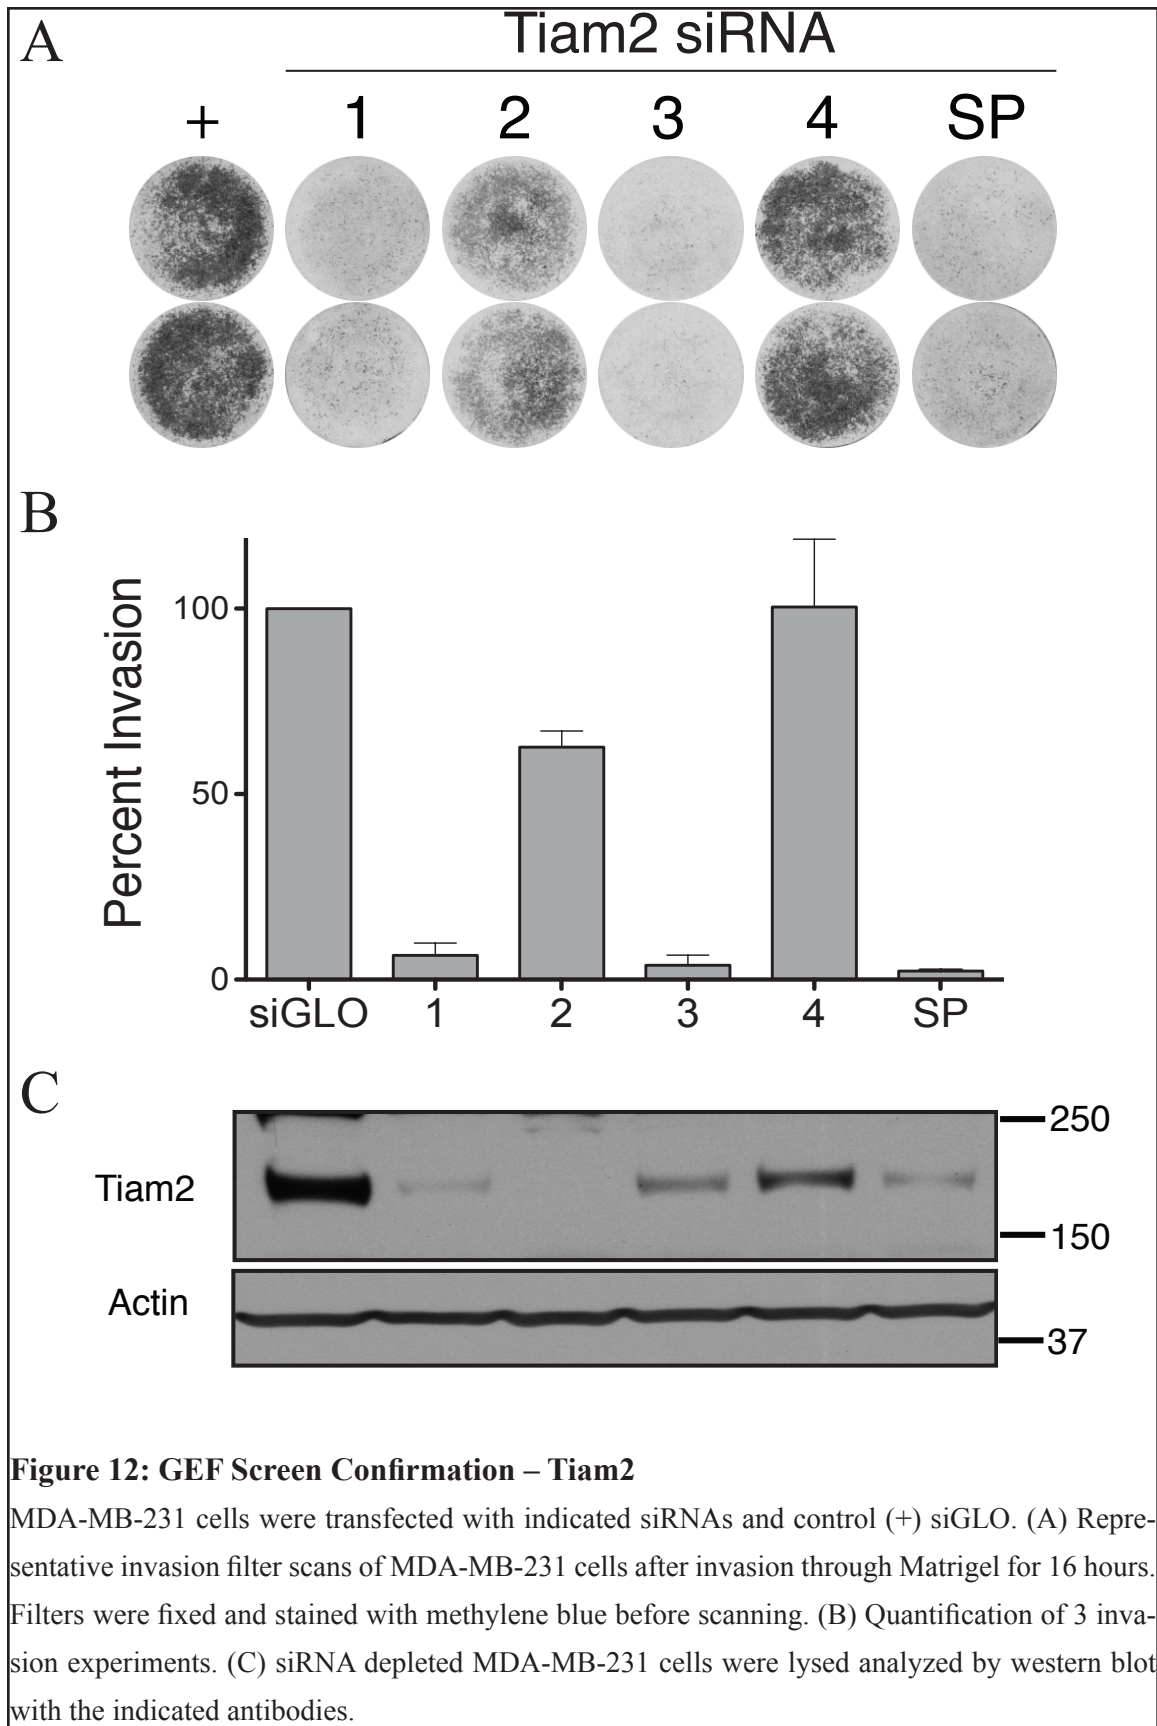 A
Tiam2 siRNA
+ 1 2 3 4 SP
B
Percent Invasion
100
50
0
siGLO 1 2 3 4 SP
C
Tiam2
250
150
Actin
37
Figure 12: GEF Screen Confirmation – Tiam2
MDA-MB-231 cells were transfected with indicated siRNAs and control (+) siGLO. (A) Repre-
sentative invasion filter scans of MDA-MB-231 cells after invasion through Matrigel for 16 hours.
Filters were fixed and stained with methylene blue before scanning. (B) Quantification of 3 inva-
sion experiments. (C) siRNA depleted MDA-MB-231 cells were lysed analyzed by western blot
with the indicated antibodies.